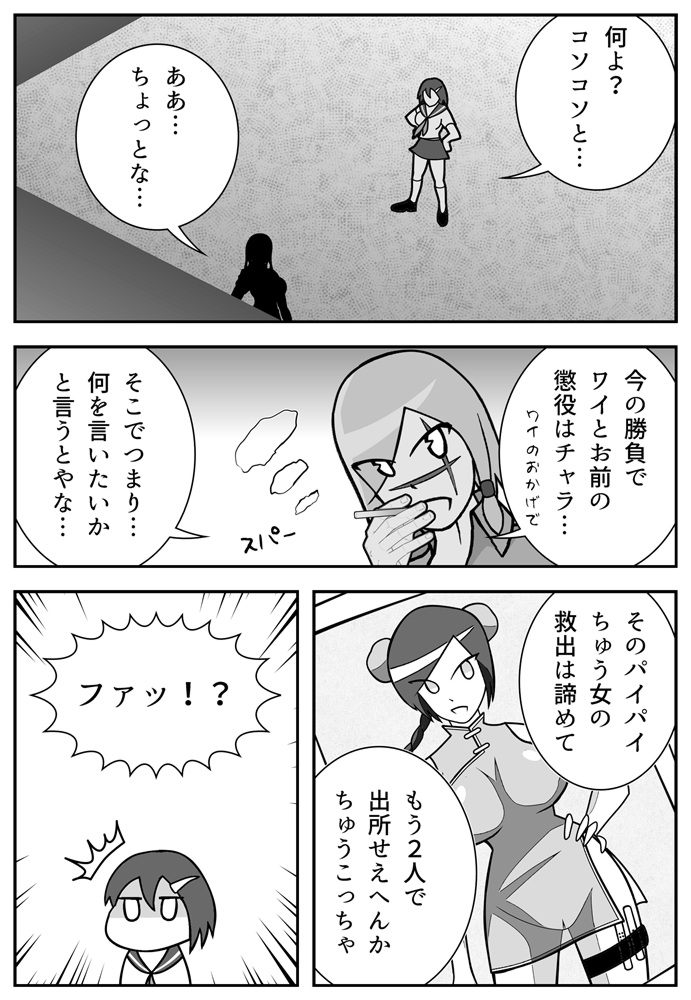 何よ？
コソコソと…
ああ…
ちょっとな…
今の勝負で
ワイとお前の
懲役はチャラ…
ワイのおかげで
そこでつまり…
何を言いたいか
と言うとやな…
スパー
そのパイパイ
ちゅう女の
救出は諦めて
もう２人で
出所せえへんか
ちゅうこっちゃ
ファッ！？